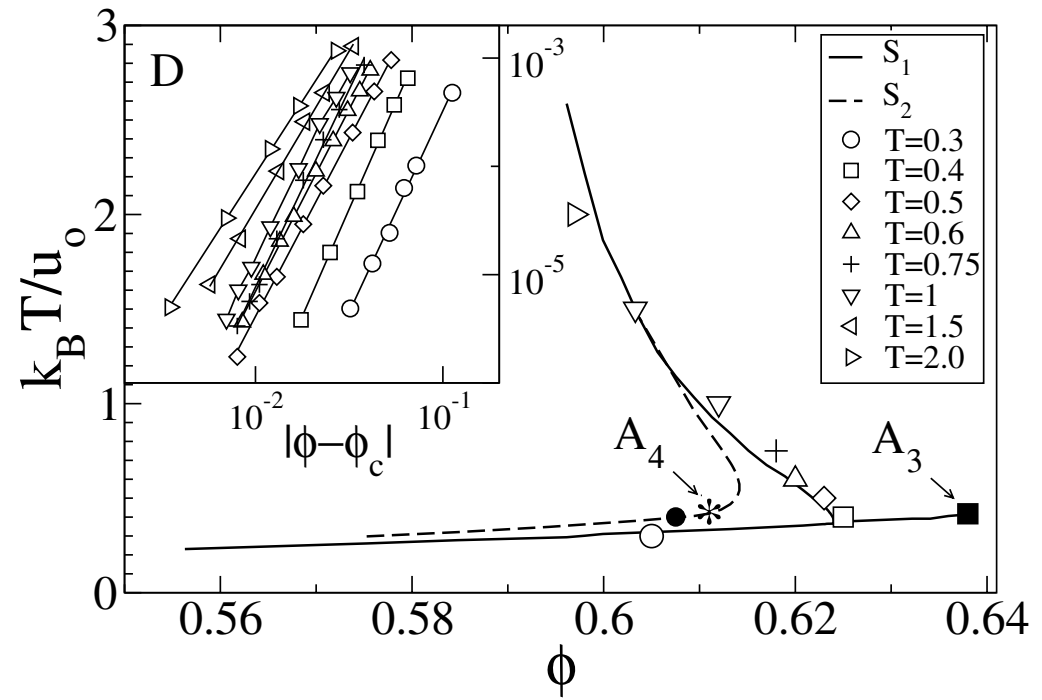 3
2
1
0
k_B T/u_o
0.56
0.58
0.6
0.62
0.64
ϕ
D
10^-3
10^-5
10^-2
10^-1
|ϕ−ϕ_c|
A_4
A_3
S_1
S_2
T=0.3
T=0.4
T=0.5
T=0.6
T=0.75
T=1
T=1.5
T=2.0